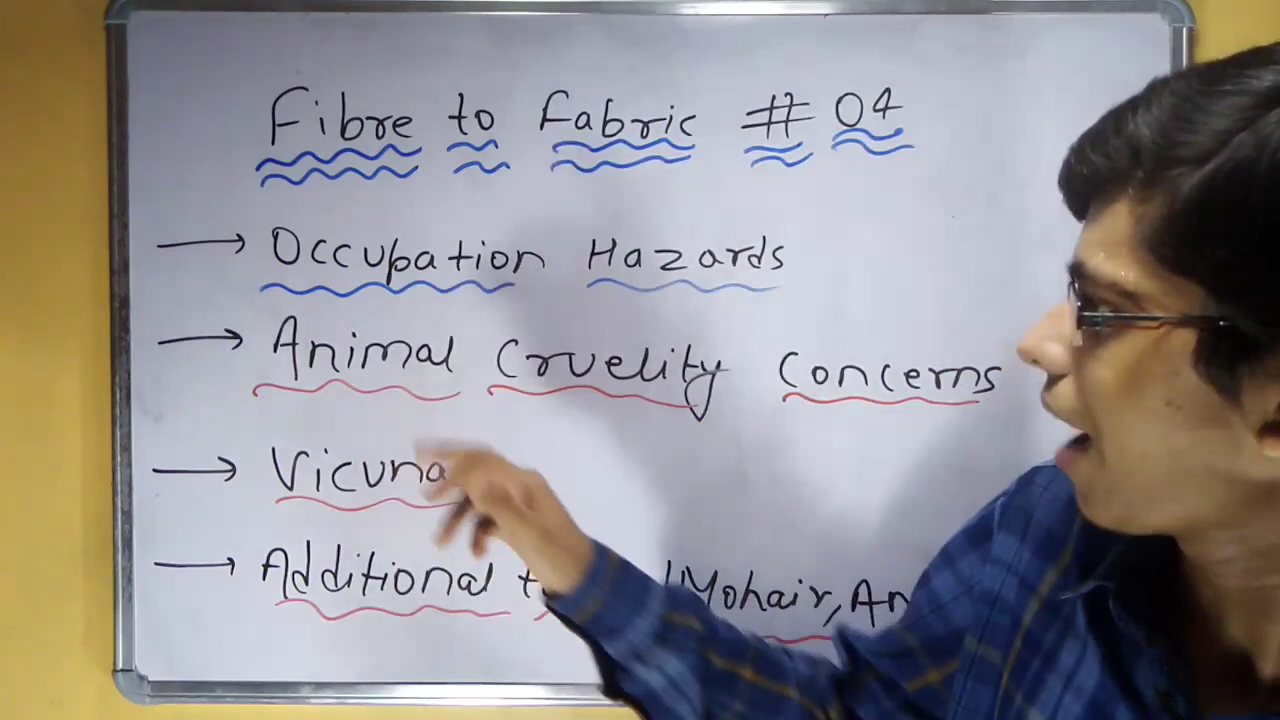 Fibre to Fabric # 04
→ Occupation Hazards
→ Animal Cruelity Concerns
→ Vicuna
→ Additional Mohair,